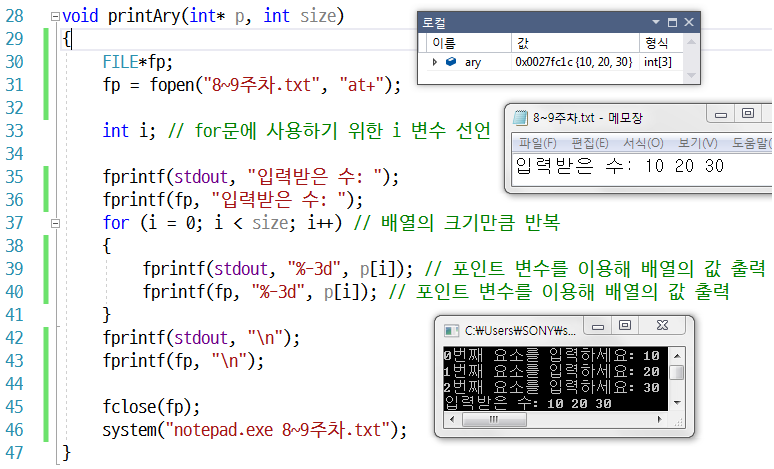 28 void printAry(int* p, int size)
29 {
30 FILE*fp;
31 fp = fopen("8~9주차.txt", "at+");
32
33 int i; // for문에 사용하기 위한 i 변수 선언
34
35 fprintf(stdout, "입력받은 수: ");
36 fprintf(fp, "입력받은 수: ");
37 for (i = 0; i < size; i++) // 배열의 크기만큼 반복
38 {
39 fprintf(stdout, "%-3d", p[i]); // 포인트 변수를 이용해 배열의 값 출력
40 fprintf(fp, "%-3d", p[i]); // 포인트 변수를 이용해 배열의 값 출력
41 }
42 fprintf(stdout, "\n");
43 fprintf(fp, "\n");
44
45 fclose(fp);
46 system("notepad.exe 8~9주차.txt");
47 }
로컬
이름 값 형식
ary 0x0027fc1c {10, 20, 30} int[3]
8~9주차.txt - 메모장
파일(F) 편집(E) 서식(O) 보기(V) 도움말(
입력받은 수: 10 20 30
C:₩Users₩SONY₩s...
0번째 요소를 입력하세요: 10
1번째 요소를 입력하세요: 20
2번째 요소를 입력하세요: 30
입력받은 수: 10 20 30